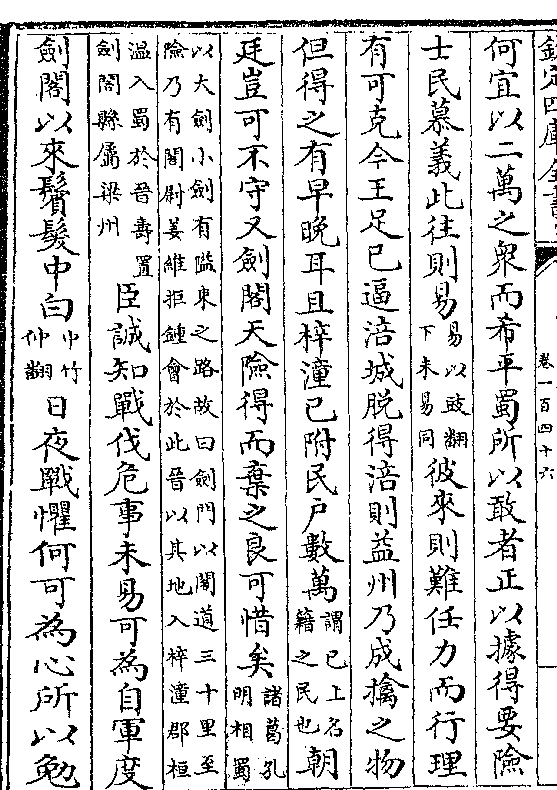 欽定四庫全書
卷一百四十六
何宜以二萬之衆而希平蜀所以敢者正以據得要險
士民慕義此往則易易以豉翻下未易同彼來則難任力而行理
有可克今王足已逼涪城脱得涪則益州乃成擒之物
但得之有早晚耳且梓潼已附民户數萬謂已上名籍之民也朝
廷豈可不守又劍閣天險得而棄之良可惜矣諸葛孔明相蜀
以大劍小劍有隘束之路故曰劍門以閣道三十里至
險乃有閣尉姜維拒鍾會於此晉以其地入梓潼郡桓
温入蜀於晉壽置劍閣縣屬梁州臣誠知戰伐危事未易可為自軍度
劍閣以來鬢髮中白中竹仲翻日夜戰懼何可為心所以勉